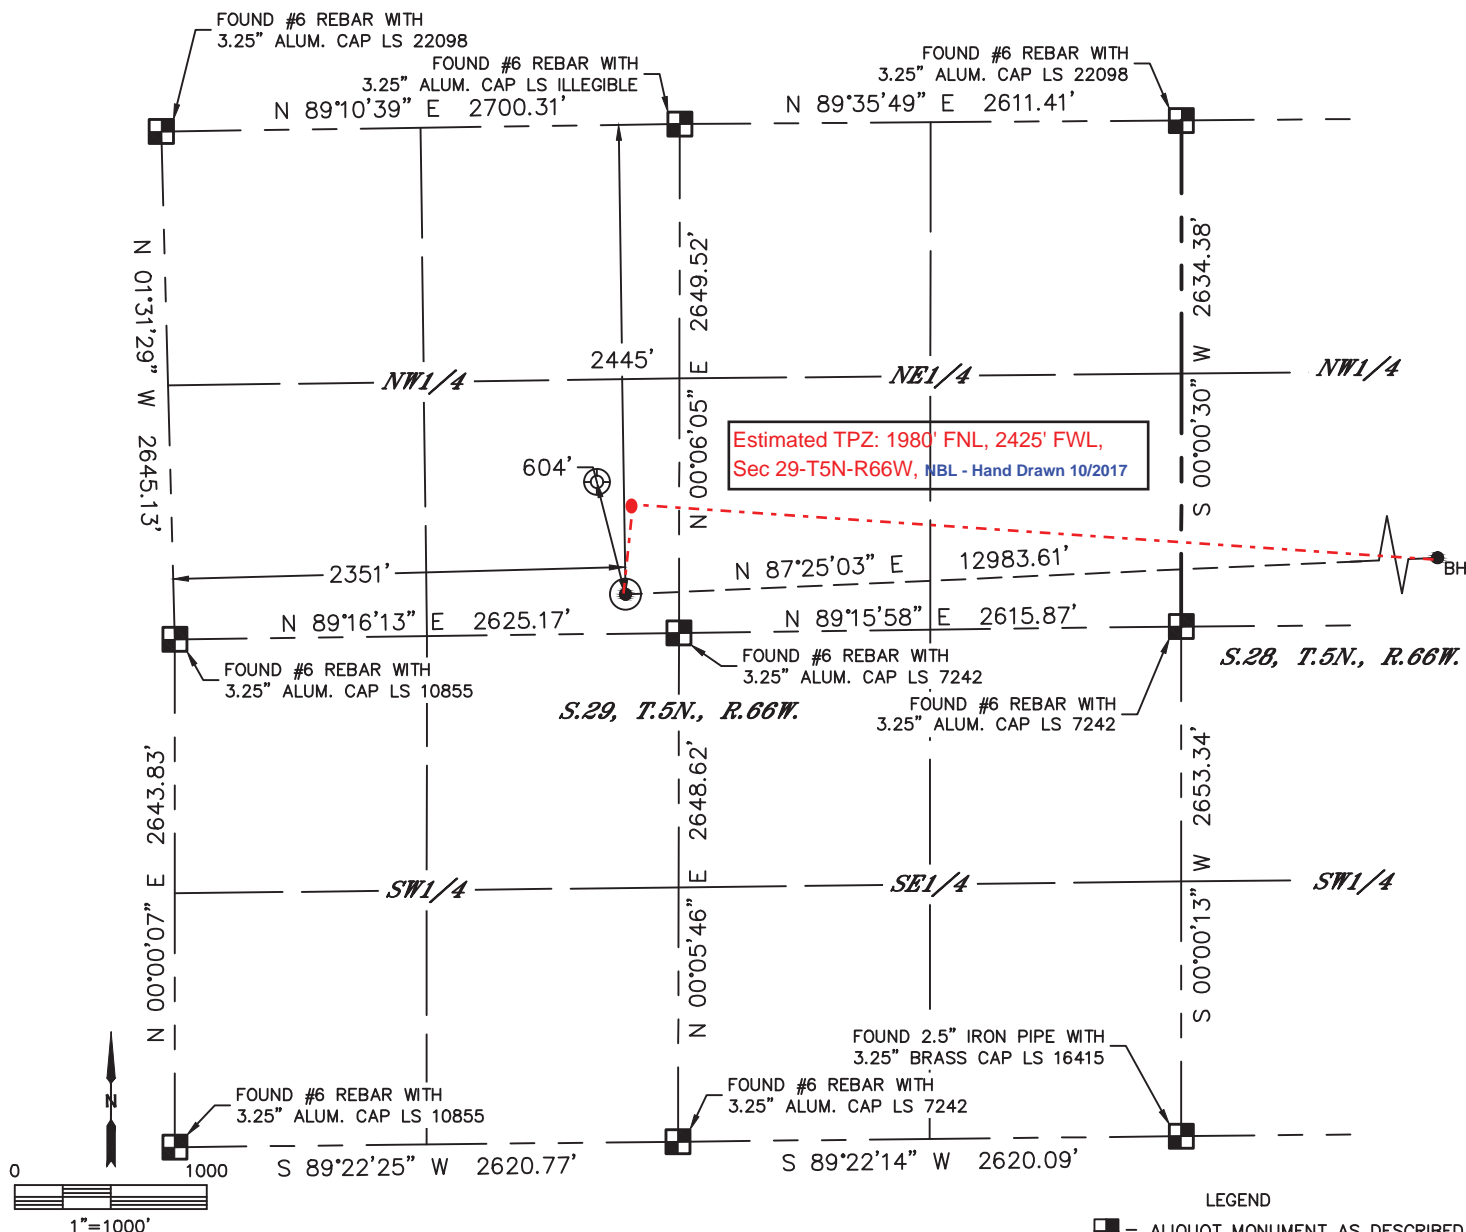 FOUND #6 REBAR WITH
3.25" ALUM. CAP LS 22098
FOUND #6 REBAR WITH
3.25" ALUM. CAP LS ILLEGIBLE
FOUND #6 REBAR WITH
3.25" ALUM. CAP LS 22098
N 89°10'39" E 2700.31'
N 89°35'49" E 2611.41'
N 01°31'29" W 2645.13'
N 00°06'05" E 2649.52'
S 00°00'30" W 2634.38'
2445'
NW1/4
NE1/4
NW1/4
Estimated TPZ: 1980' FNL, 2425' FWL,
Sec 29-T5N-R66W, NBL - Hand Drawn 10/2017
604'
2351'
N 87°25'03" E 12983.61'
BH
N 89°16'13" E 2625.17'
N 89°15'58" E 2615.87'
FOUND #6 REBAR WITH
3.25" ALUM. CAP LS 10855
FOUND #6 REBAR WITH
3.25" ALUM. CAP LS 7242
S.28, T.5N., R.66W.
S.29, T.5N., R.66W.
FOUND #6 REBAR WITH
3.25" ALUM. CAP LS 7242
N 00°00'07" E 2643.83'
N 00°05'46" E 2648.62'
S 00°00'13" W 2653.34'
SW1/4
SE1/4
SW1/4
FOUND 2.5" IRON PIPE WITH
3.25" BRASS CAP LS 16415
FOUND #6 REBAR WITH
3.25" ALUM. CAP LS 10855
FOUND #6 REBAR WITH
3.25" ALUM. CAP LS 7242
N
S 89°22'25" W 2620.77'
S 89°22'14" W 2620.09'
0 1000
1"=1000'
LEGEND
= ALIQUOT MONUMENT AS DESCRIBED